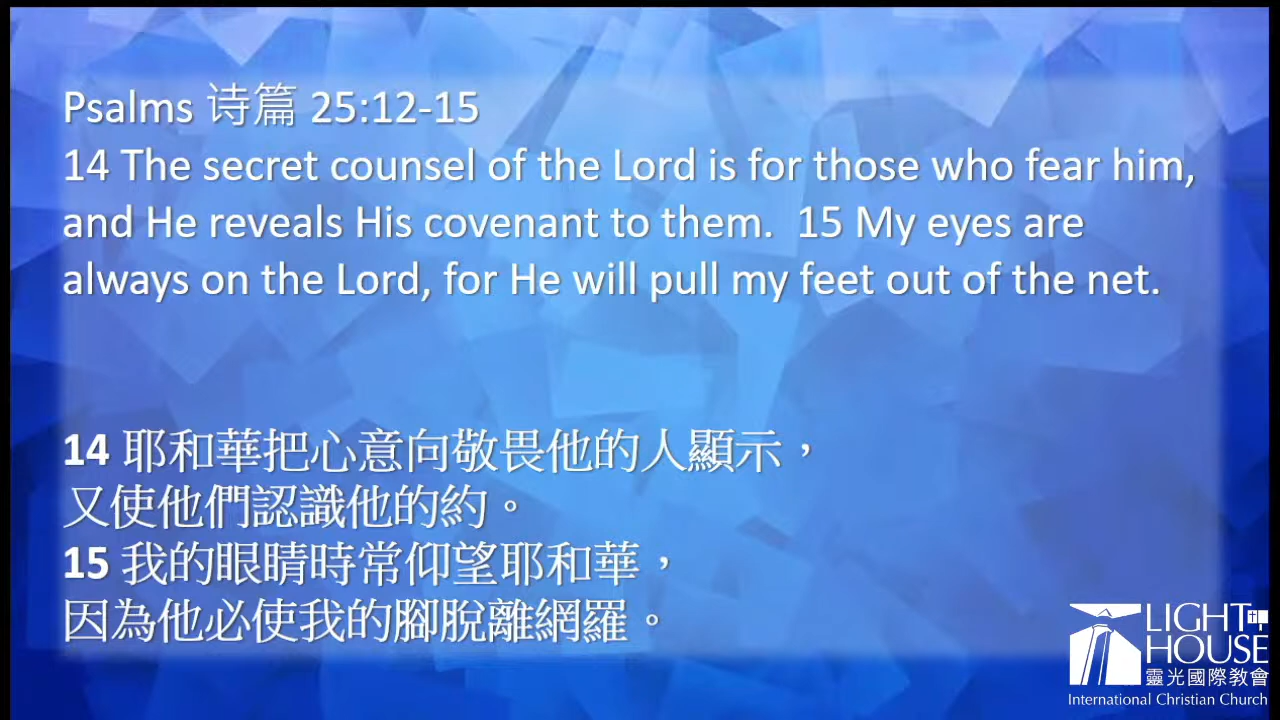 Psalms 诗篇 25:12-15
14 The secret counsel of the Lord is for those who fear him,
and He reveals His covenant to them.  15 My eyes are
always on the Lord, for He will pull my feet out of the net.
14 耶和華把心意向敬畏他的人顯示，
又使他們認識他的約。
15 我的眼睛時常仰望耶和華，
因為他必使我的腳脫離網羅。
LIGHT
HOUSE
靈光國際教會
International Christian Church